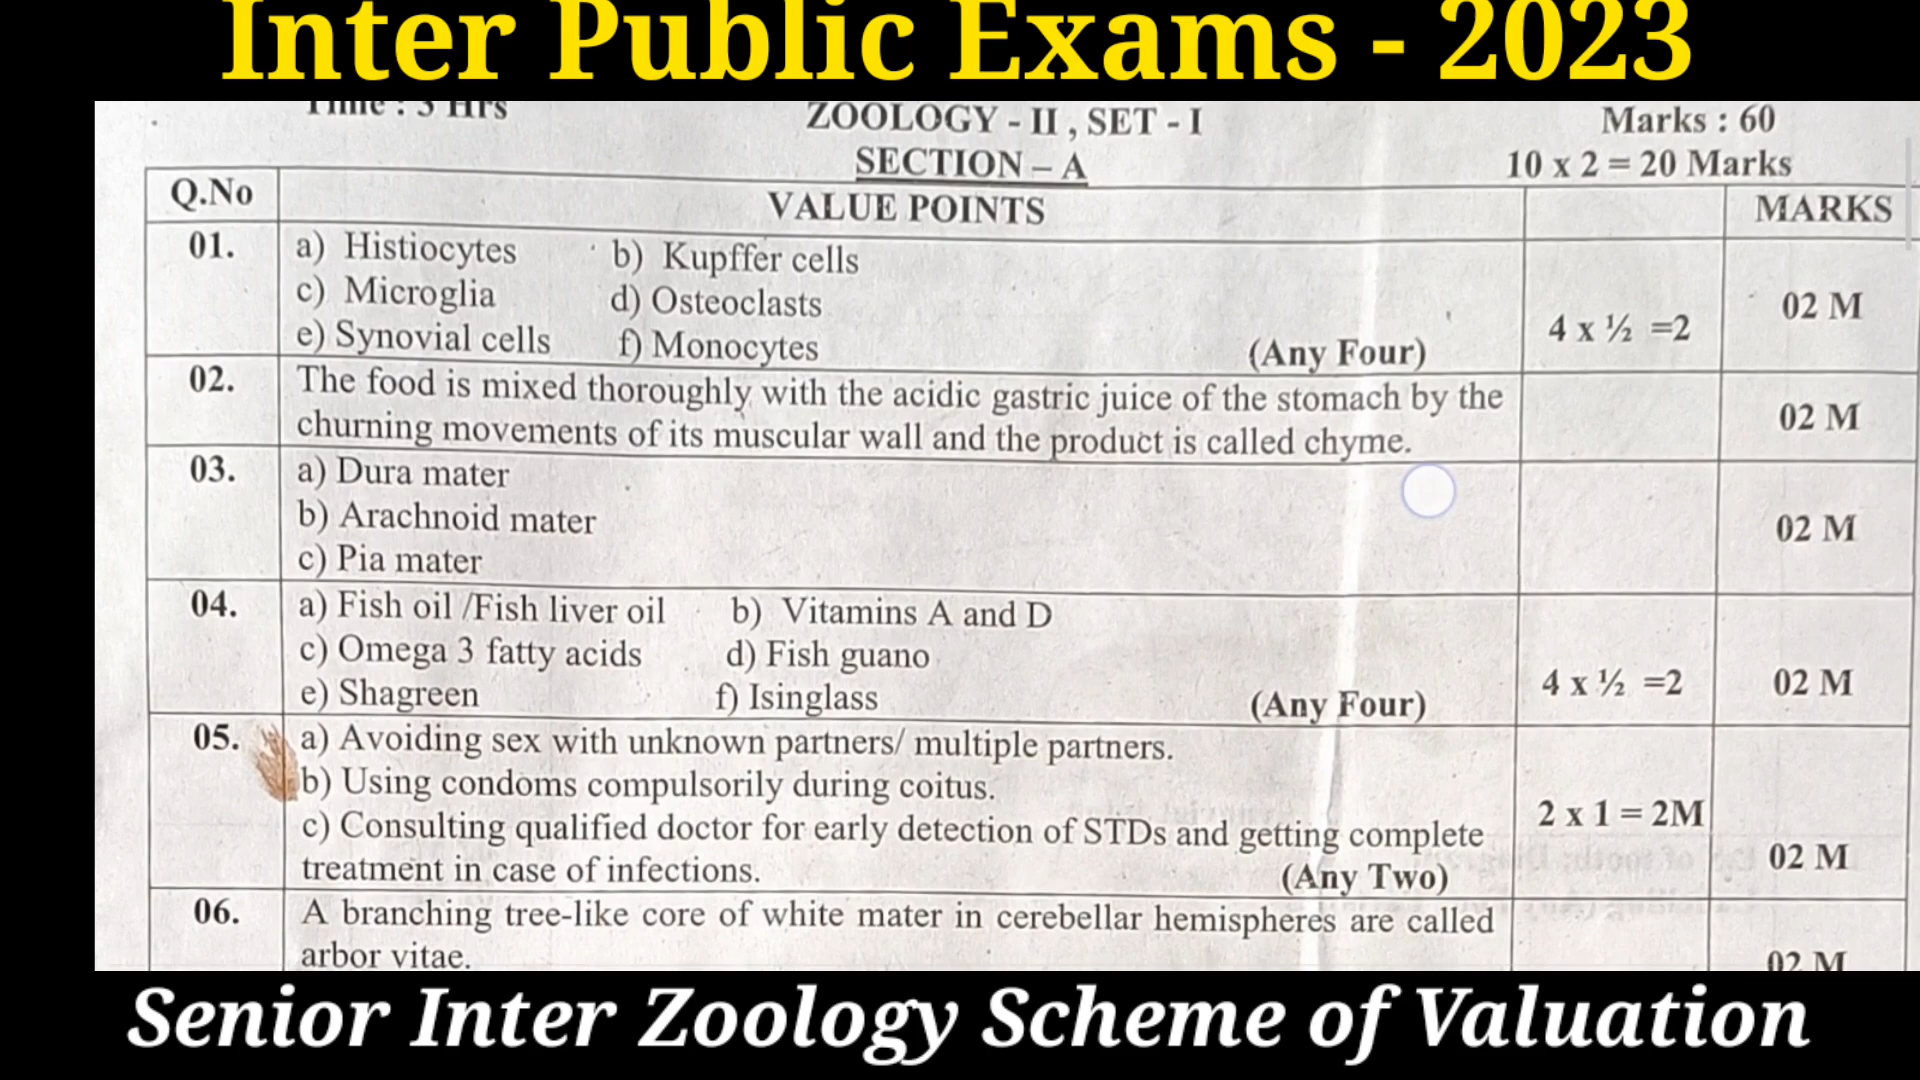 Inter Public Exams - 2023
Time : 3 Hrs ZOOLOGY - II , SET - I Marks : 60
SECTION – A 10 x 2 = 20 Marks
Q.No VALUE POINTS MARKS
01. a) Histiocytes b) Kupffer cells
c) Microglia d) Osteoclasts
e) Synovial cells f) Monocytes (Any Four) 4 x ½ =2 02 M
02. The food is mixed thoroughly with the acidic gastric juice of the stomach by the
churning movements of its muscular wall and the product is called chyme. 02 M
03. a) Dura mater
b) Arachnoid mater 02 M
c) Pia mater
04. a) Fish oil /Fish liver oil b) Vitamins A and D
c) Omega 3 fatty acids d) Fish guano
e) Shagreen f) Isinglass (Any Four) 4 x ½ =2 02 M
05. a) Avoiding sex with unknown partners/ multiple partners.
b) Using condoms compulsorily during coitus.
c) Consulting qualified doctor for early detection of STDs and getting complete 2 x 1 = 2M
treatment in case of infections. (Any Two) 02 M
06. A branching tree-like core of white mater in cerebellar hemispheres are called
arbor vitae. 02 M
Senior Inter Zoology Scheme of Valuation